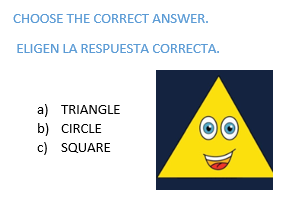 CHOOSE THE CORRECT ANSWER.
ELIGEN LA RESPUESTA CORRECTA.
a) TRIANGLE
b) CIRCLE
c) SQUARE